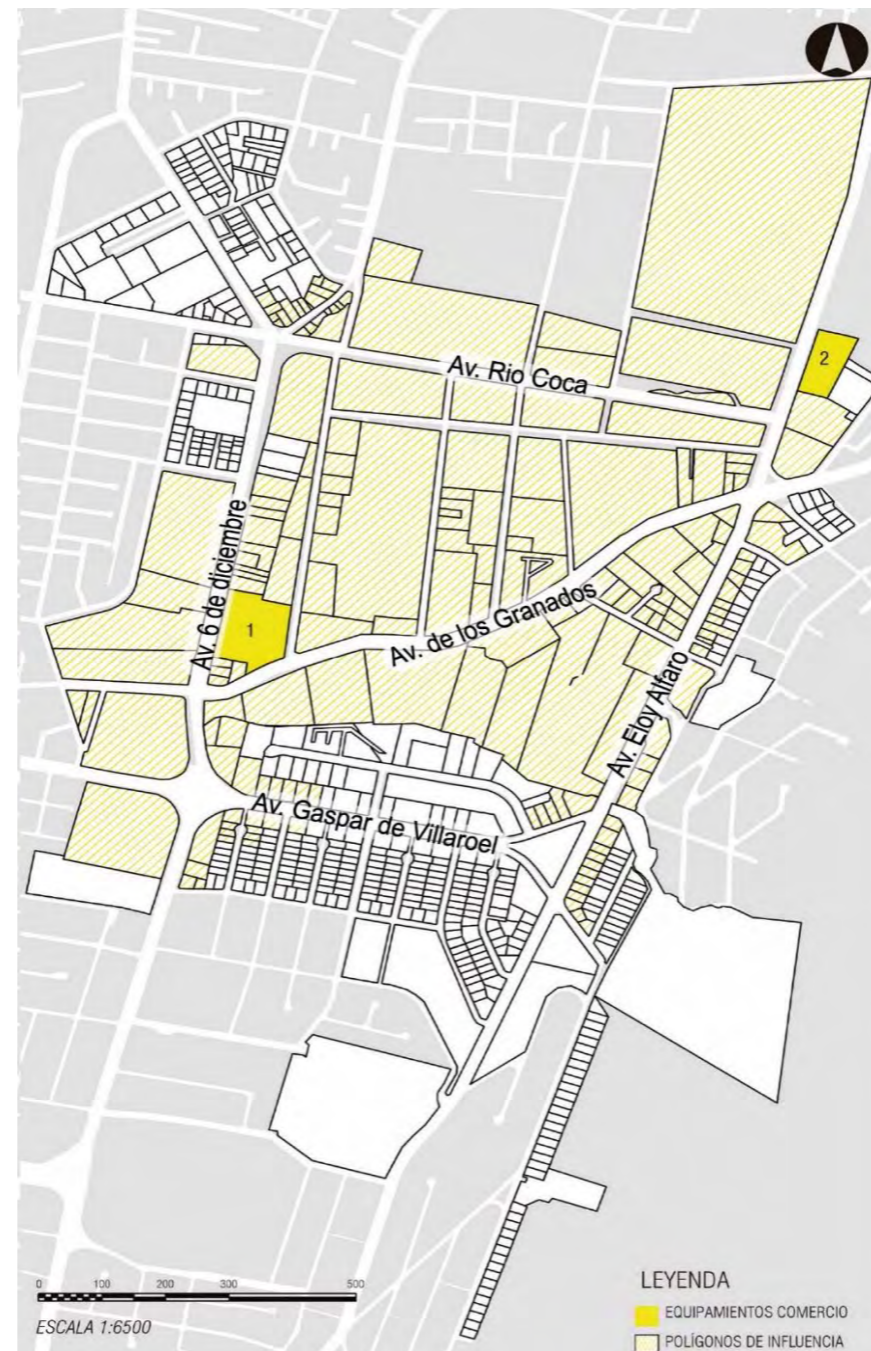 2
Av. Rio Coca
Av. 6 de diciembre
1
Av. de los Granados
Av. Eloy Alfaro
Av. Gaspar de Villaroel
0 100 200 300 500
ESCALA 1:6500
LEYENDA
EQUIPAMIENTOS COMERCIO
POLÍGONOS DE INFLUENCIA